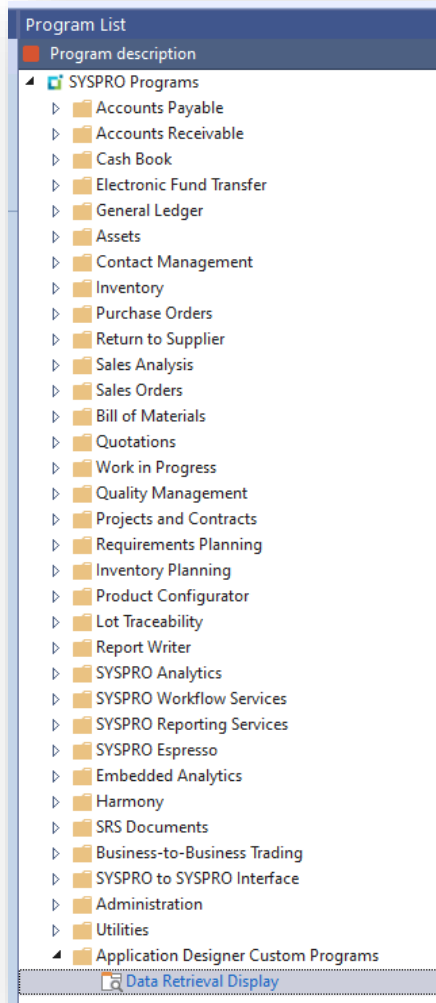 Program List
Program description
SYSPRO Programs
Accounts Payable
Accounts Receivable
Cash Book
Electronic Fund Transfer
General Ledger
Assets
Contact Management
Inventory
Purchase Orders
Return to Supplier
Sales Analysis
Sales Orders
Bill of Materials
Quotations
Work in Progress
Quality Management
Projects and Contracts
Requirements Planning
Inventory Planning
Product Configurator
Lot Traceability
Report Writer
SYSPRO Analytics
SYSPRO Workflow Services
SYSPRO Reporting Services
SYSPRO Espresso
Embedded Analytics
Harmony
SRS Documents
Business-to-Business Trading
SYSPRO to SYSPRO Interface
Administration
Utilities
Application Designer Custom Programs
Data Retrieval Display